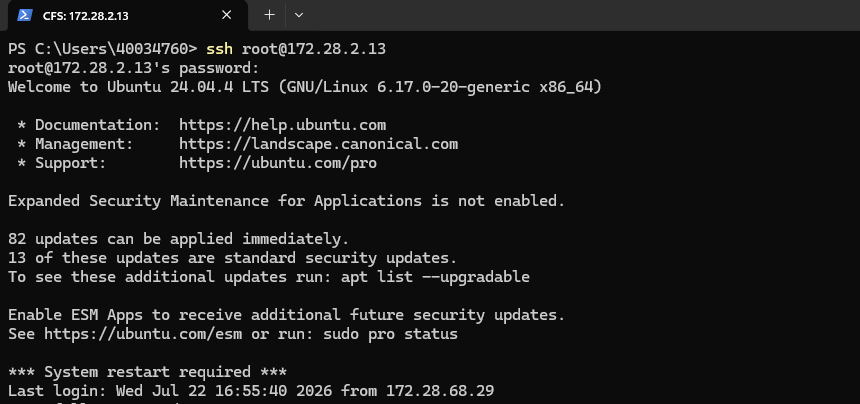 CFS: 172.28.2.13
PS C:\Users\40034760> ssh root@172.28.2.13
root@172.28.2.13's password:
Welcome to Ubuntu 24.04.4 LTS (GNU/Linux 6.17.0-20-generic x86_64)
* Documentation:  https://help.ubuntu.com
* Management:     https://landscape.canonical.com
* Support:        https://ubuntu.com/pro
Expanded Security Maintenance for Applications is not enabled.
82 updates can be applied immediately.
13 of these updates are standard security updates.
To see these additional updates run: apt list --upgradable
Enable ESM Apps to receive additional future security updates.
See https://ubuntu.com/esm or run: sudo pro status
*** System restart required ***
Last login: Wed Jul 22 16:55:40 2026 from 172.28.68.29